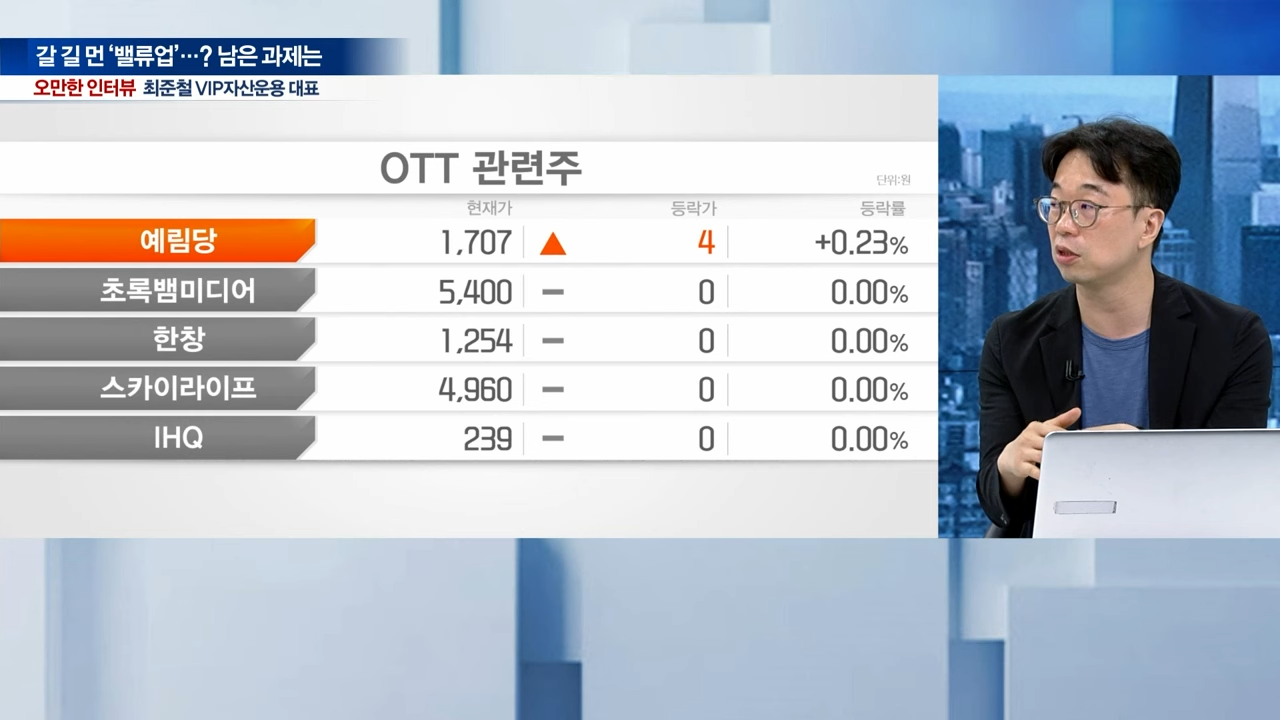 갈 길 먼 ‘밸류업’…? 남은 과제는
오만한 인터뷰 최준철 VIP자산운용 대표
OTT 관련주
단위:원
현재가 등락가 등락률
예림당 1,707 ▲ 4 +0.23%
초록뱀미디어 5,400 − 0 0.00%
한창 1,254 − 0 0.00%
스카이라이프 4,960 − 0 0.00%
IHQ 239 − 0 0.00%